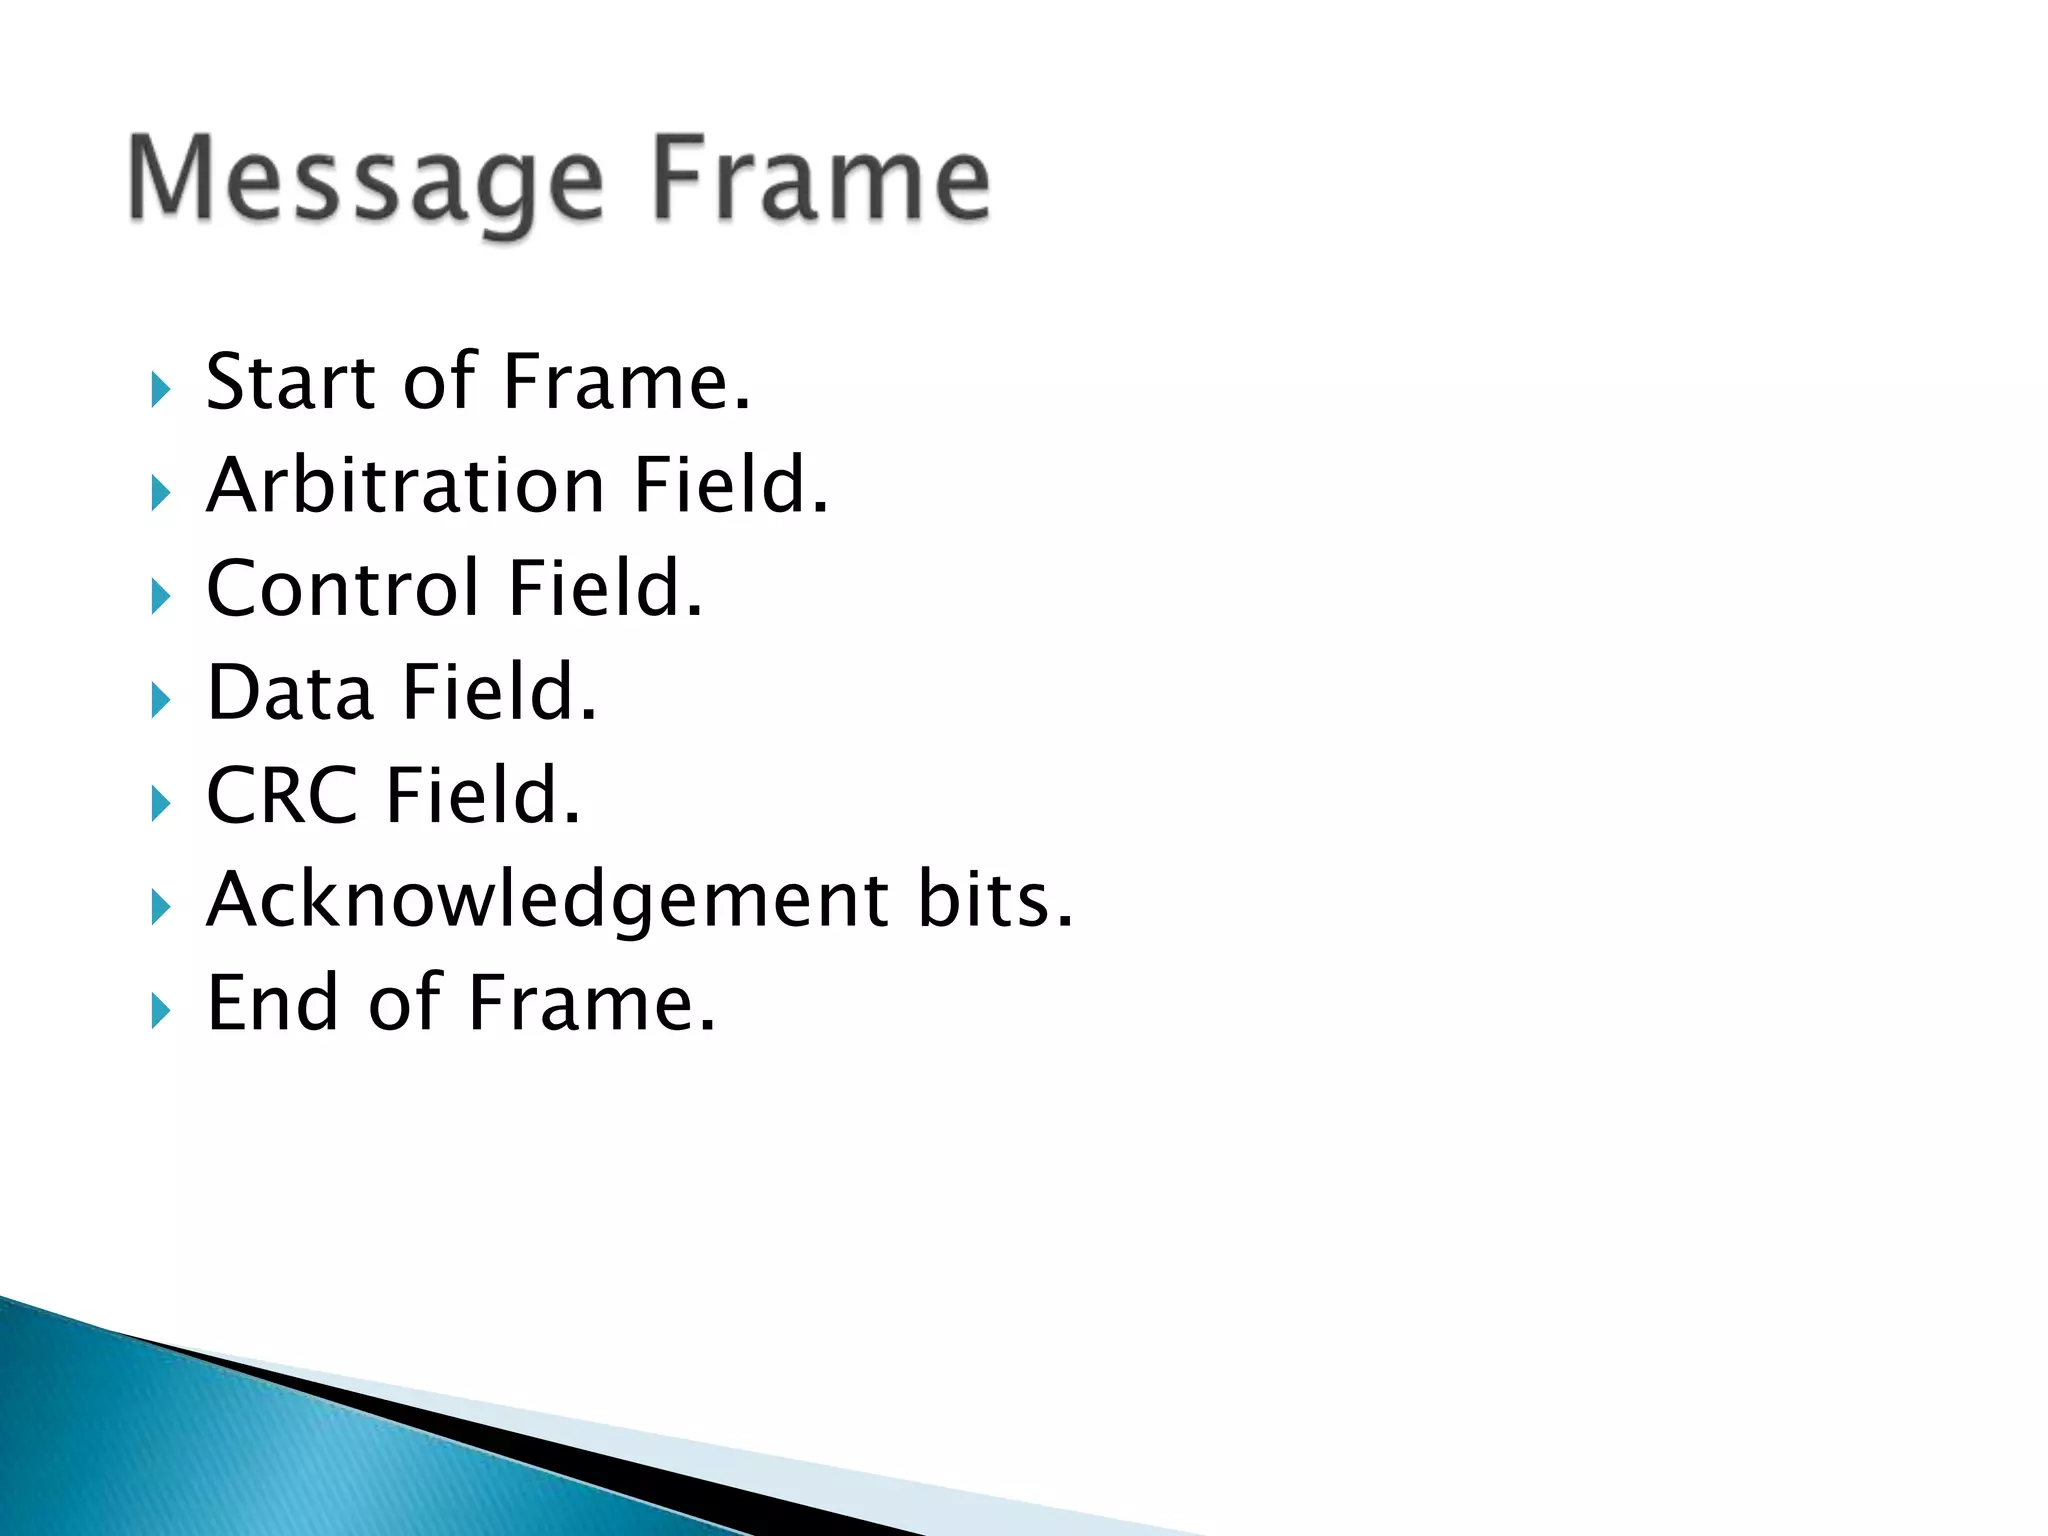 Message Frame
Start of Frame.
Arbitration Field.
Control Field.
Data Field.
CRC Field.
Acknowledgement bits.
End of Frame.